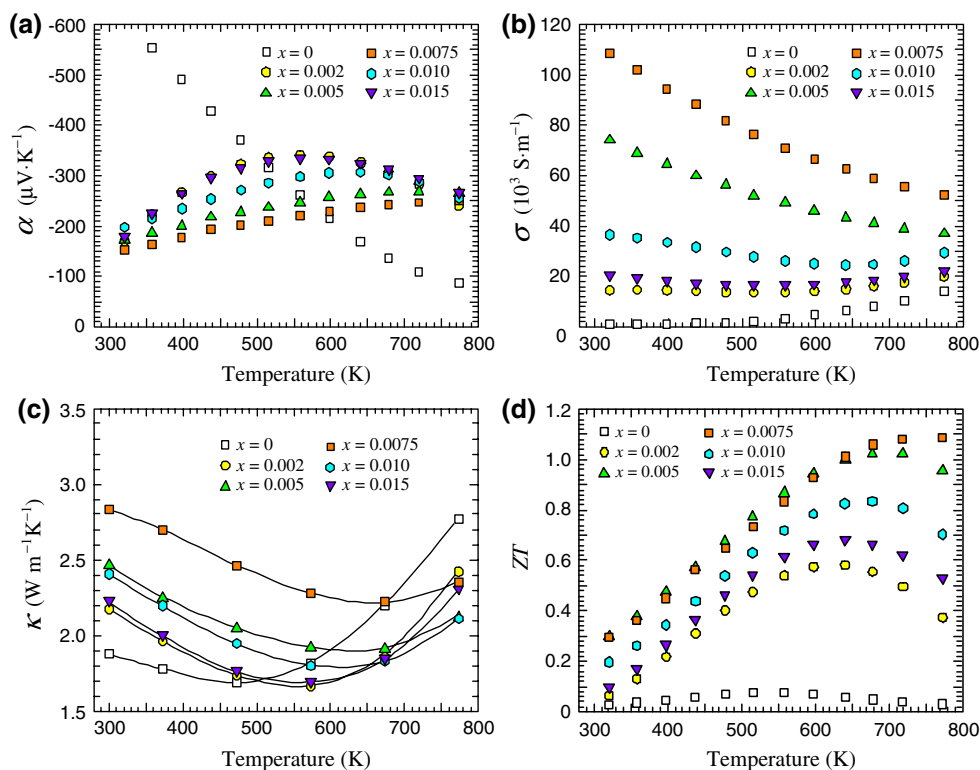 (a)
-600
-500
-400
-300
-200
-100
0
α (µV·K⁻¹)
x = 0
x = 0.002
x = 0.005
x = 0.0075
x = 0.010
x = 0.015
300 400 500 600 700 800
Temperature (K)
(b)
120
100
80
60
40
20
0
σ (10³ S·m⁻¹)
x = 0
x = 0.002
x = 0.005
x = 0.0075
x = 0.010
x = 0.015
300 400 500 600 700 800
Temperature (K)
(c)
3.5
3.0
2.5
2.0
1.5
κ (W m⁻¹K⁻¹)
x = 0
x = 0.002
x = 0.005
x = 0.0075
x = 0.010
x = 0.015
300 400 500 600 700 800
Temperature (K)
(d)
1.2
1.0
0.8
0.6
0.4
0.2
0
ZT
x = 0
x = 0.002
x = 0.005
x = 0.0075
x = 0.010
x = 0.015
300 400 500 600 700 800
Temperature (K)